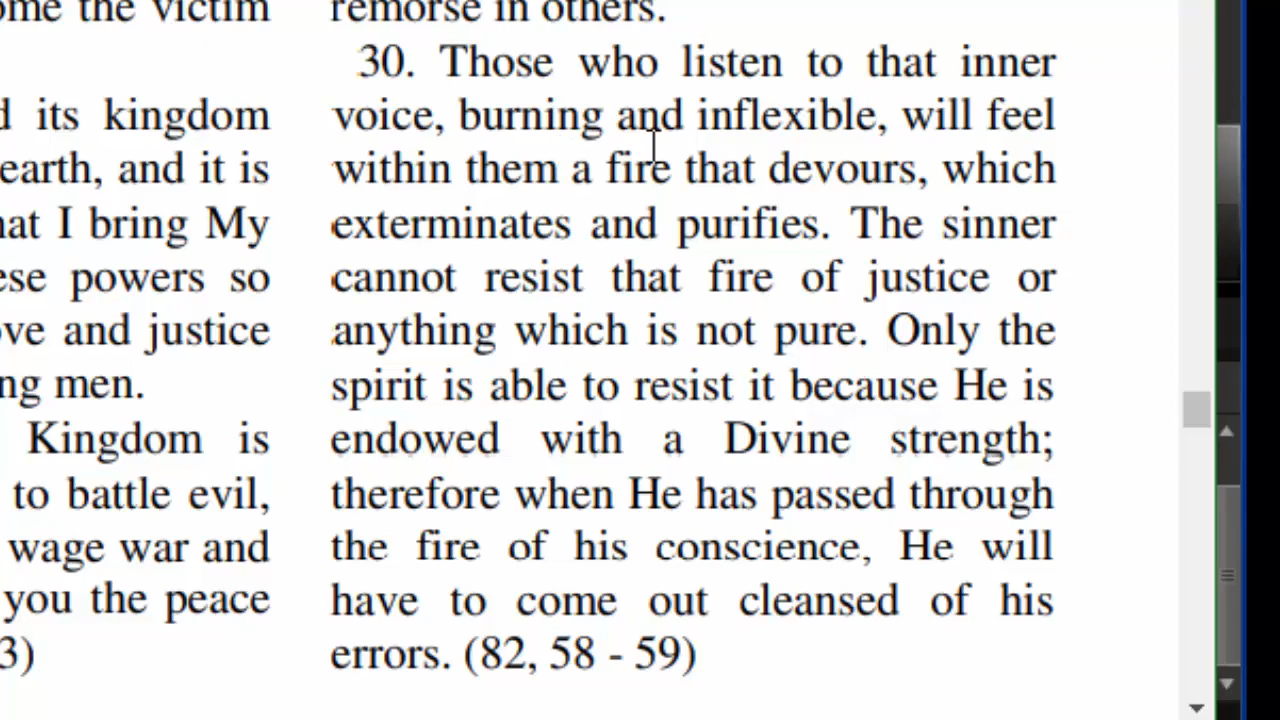 ome the victim
its kingdom
earth, and it is
hat I bring My
ese powers so
ove and justice
ng men.
Kingdom is
to battle evil,
wage war and
you the peace
3)
remorse in others.
30. Those who listen to that inner
voice, burning and inflexible, will feel
within them a fire that devours, which
exterminates and purifies. The sinner
cannot resist that fire of justice or
anything which is not pure. Only the
spirit is able to resist it because He is
endowed with a Divine strength;
therefore when He has passed through
the fire of his conscience, He will
have to come out cleansed of his
errors. (82, 58 - 59)